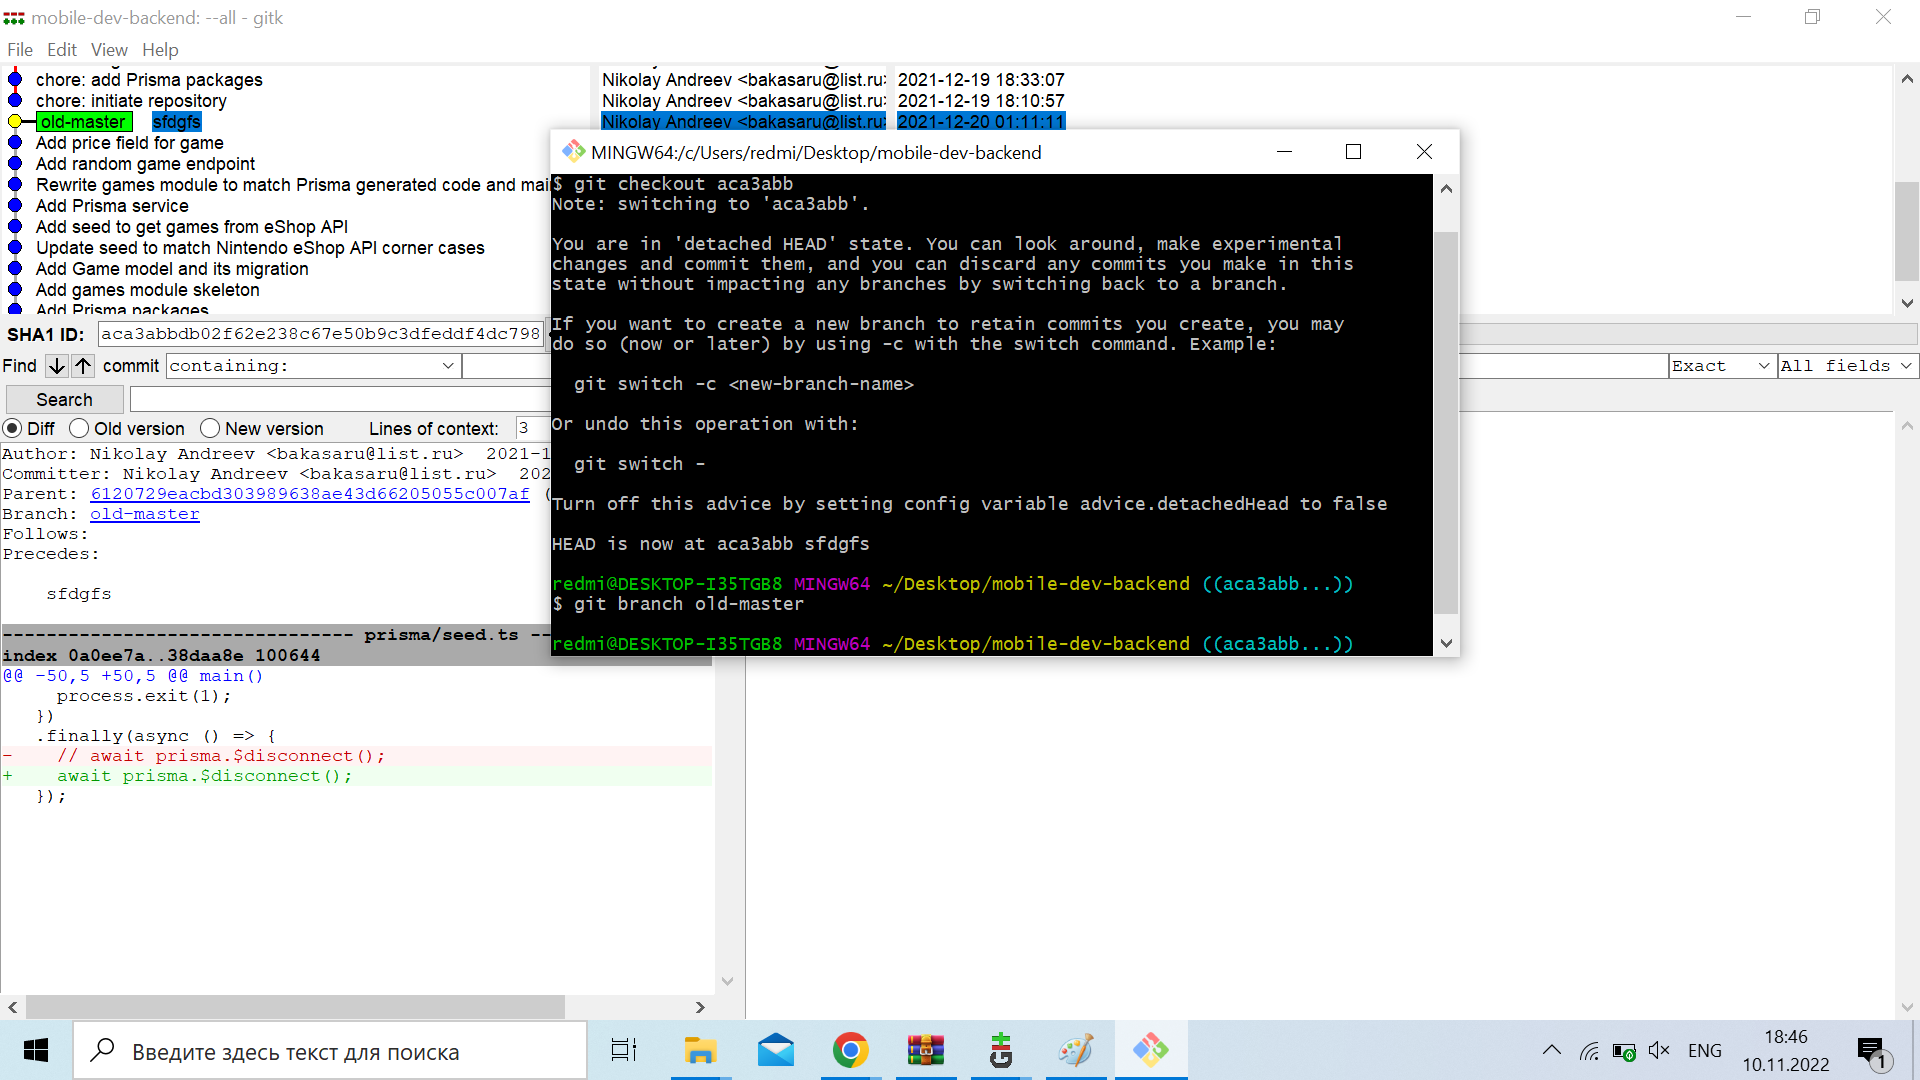 mobile-dev-backend: --all - gitk
File Edit View Help
chore: add Prisma packages
chore: initiate repository
old-master sfdgfs
Add price field for game
Add random game endpoint
Rewrite games module to match Prisma generated code and mai
Add Prisma service
Add seed to get games from eShop API
Update seed to match Nintendo eShop API corner cases
Add Game model and its migration
Add games module skeleton
Add Prisma packages
Nikolay Andreev <bakasaru@list.ru> 2021-12-19 18:33:07
Nikolay Andreev <bakasaru@list.ru> 2021-12-19 18:10:57
Nikolay Andreev <bakasaru@list.ru> 2021-12-20 01:11:11
SHA1 ID: aca3abbdb02f62e238c67e50b9c3dfeddf4dc798
Find commit containing: Exact All fields
Search
Diff Old version New version Lines of context: 3
Author: Nikolay Andreev <bakasaru@list.ru> 2021-1
Committer: Nikolay Andreev <bakasaru@list.ru> 202
Parent: 6120729eacbd303989638ae43d66205055c007af (
Branch: old-master
Follows:
Precedes:
sfdgfs
------------------------------- prisma/seed.ts --
index 0a0ee7a..38daa8e 100644
@@ -50,5 +50,5 @@ main()
process.exit(1);
})
.finally(async () => {
- // await prisma.$disconnect();
+ await prisma.$disconnect();
});
MINGW64:/c/Users/redmi/Desktop/mobile-dev-backend
$ git checkout aca3abb
Note: switching to 'aca3abb'.
You are in 'detached HEAD' state. You can look around, make experimental
changes and commit them, and you can discard any commits you make in this
state without impacting any branches by switching back to a branch.
If you want to create a new branch to retain commits you create, you may
do so (now or later) by using -c with the switch command. Example:
git switch -c <new-branch-name>
Or undo this operation with:
git switch -
Turn off this advice by setting config variable advice.detachedHead to false
HEAD is now at aca3abb sfdgfs
redmi@DESKTOP-I35TGB8 MINGW64 ~/Desktop/mobile-dev-backend ((aca3abb...))
$ git branch old-master
redmi@DESKTOP-I35TGB8 MINGW64 ~/Desktop/mobile-dev-backend ((aca3abb...))
Введите здесь текст для поиска
ENG
18:46
10.11.2022
1